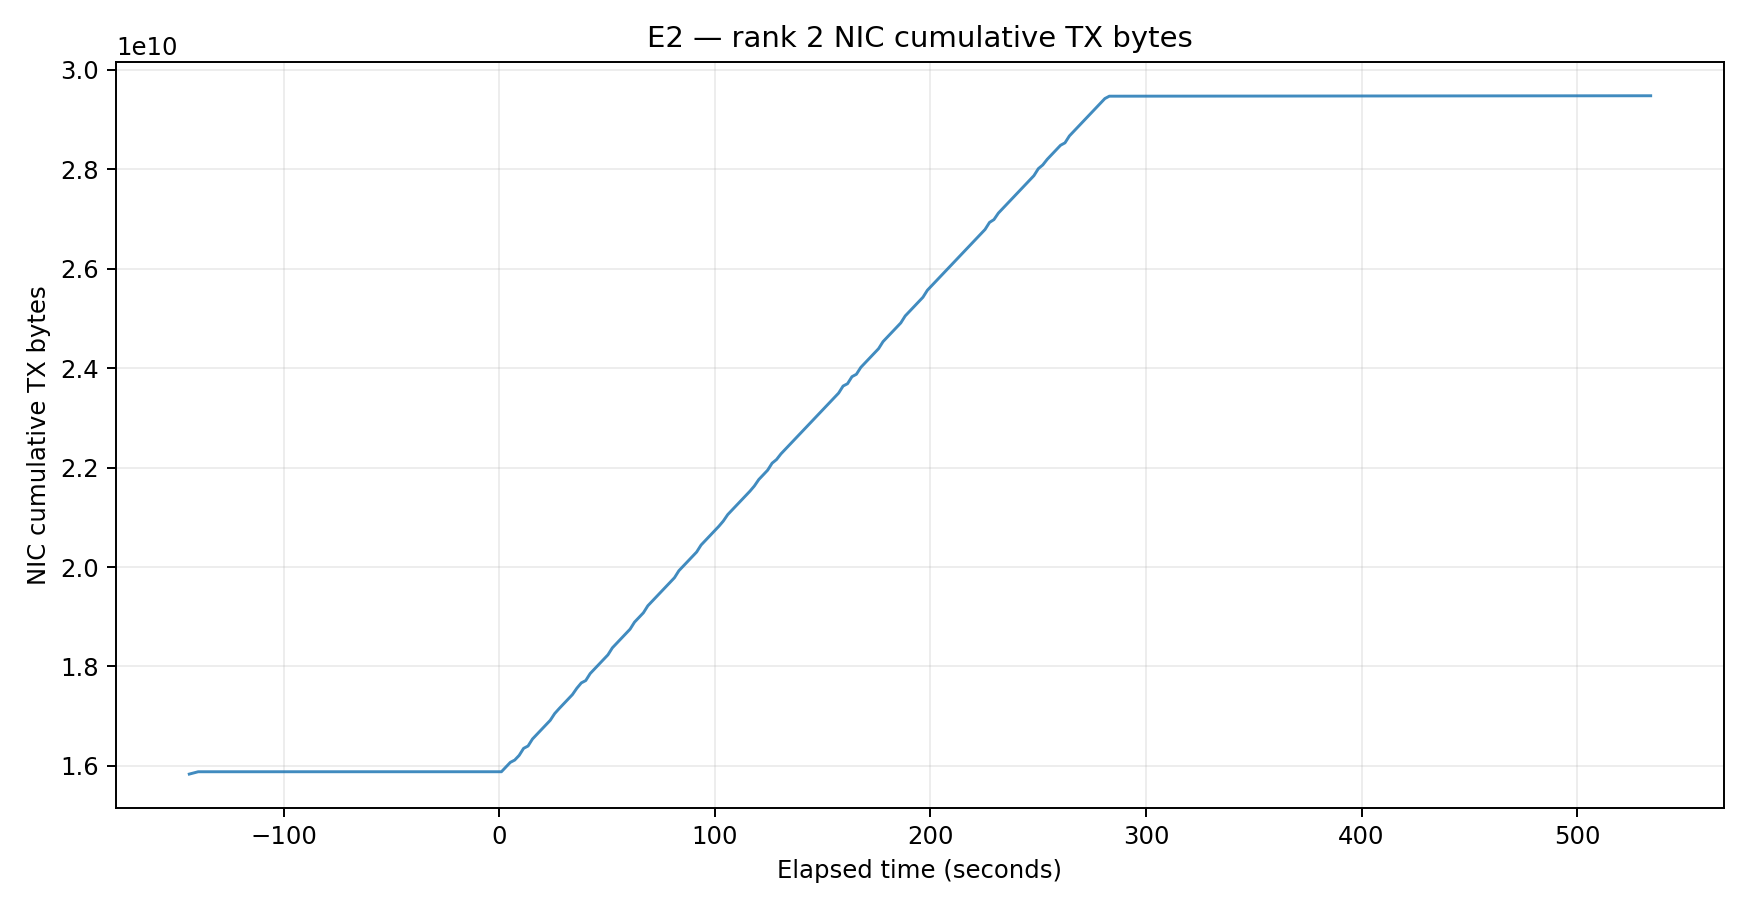 E2 — rank 2 NIC cumulative TX bytes
1e10
3.0
2.8
2.6
2.4
2.2
2.0
1.8
1.6
NIC cumulative TX bytes
−100 0 100 200 300 400 500
Elapsed time (seconds)